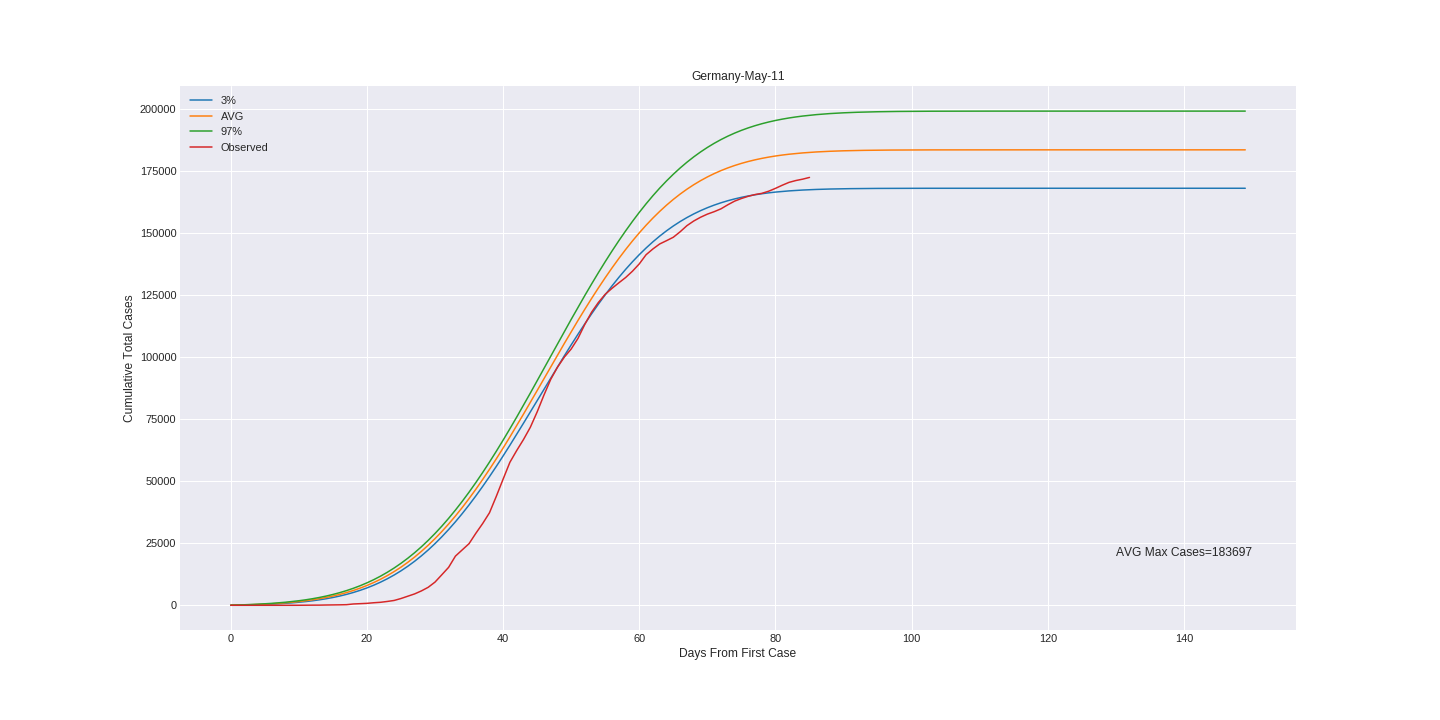 Germany-May-11
3%
AVG
97%
Observed
200000
175000
150000
125000
100000
75000
50000
25000
0
Cumulative Total Cases
AVG Max Cases=183697
0 20 40 60 80 100 120 140
Days From First Case